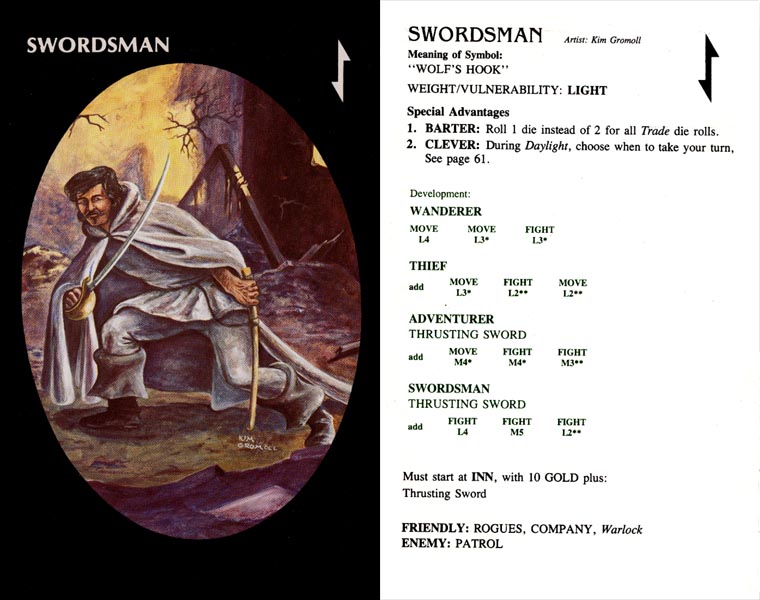 SWORDSMAN
KIM
GROMOLL
SWORDSMAN Artist: Kim Gromoll
Meaning of Symbol:
"WOLF'S HOOK"
WEIGHT/VULNERABILITY: LIGHT
Special Advantages
1. BARTER: Roll 1 die instead of 2 for all Trade die rolls.
2. CLEVER: During Daylight, choose when to take your turn,
See page 61.
Development:
WANDERER
MOVE MOVE FIGHT
L4 L3* L3*
THIEF
add MOVE FIGHT MOVE
L3* L2** L2**
ADVENTURER
THRUSTING SWORD
add MOVE FIGHT FIGHT
M4* M4* M3**
SWORDSMAN
THRUSTING SWORD
add FIGHT FIGHT FIGHT
L4 M5 L2**
Must start at INN, with 10 GOLD plus:
Thrusting Sword
FRIENDLY: ROGUES, COMPANY, Warlock
ENEMY: PATROL